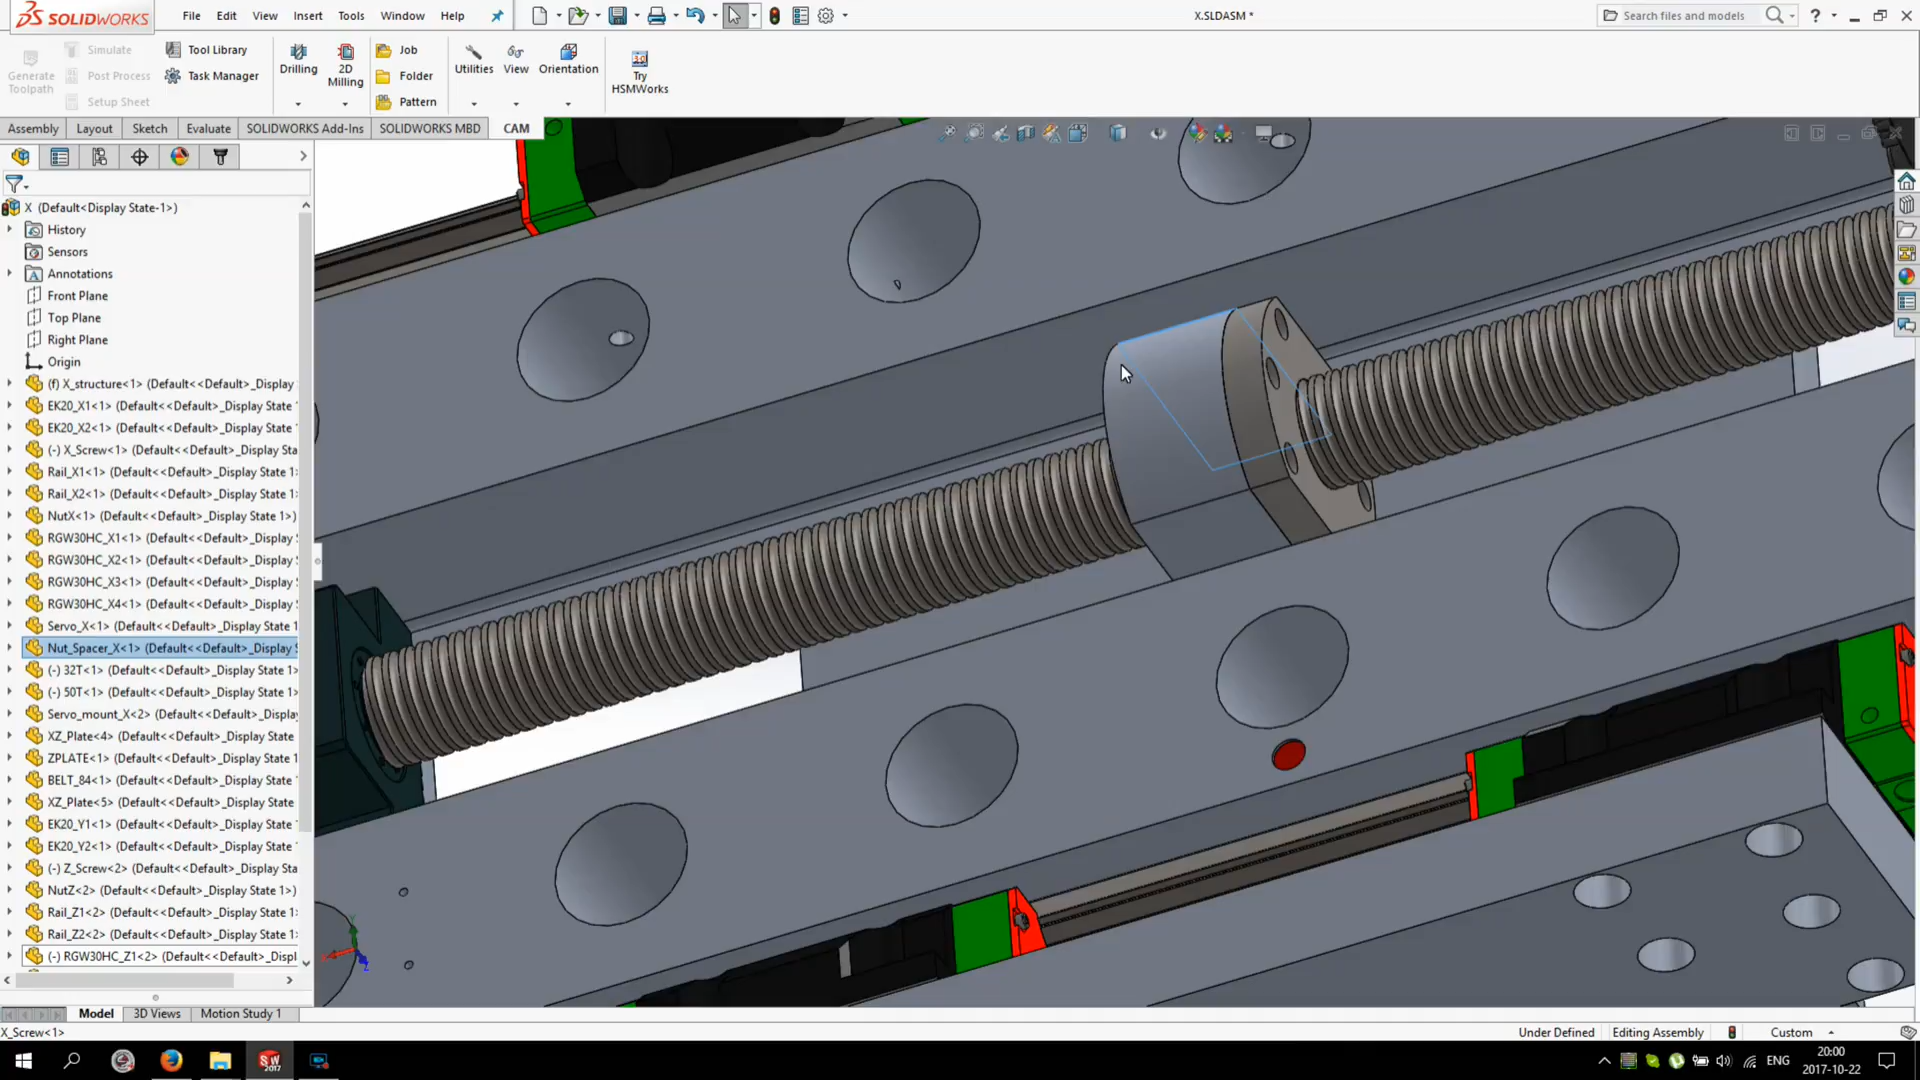 SOLIDWORKS
File Edit View Insert Tools Window Help
X.SLDASM *
Search files and models
Generate Toolpath
Simulate
Post Process
Setup Sheet
Tool Library
Task Manager
Drilling
2D Milling
Job
Folder
Pattern
Utilities
View
Orientation
Try HSMWorks
Assembly Layout Sketch Evaluate SOLIDWORKS Add-Ins SOLIDWORKS MBD CAM
X (Default<Display State-1>)
History
Sensors
Annotations
Front Plane
Top Plane
Right Plane
Origin
(f) X_structure<1> (Default<<Default>_Display
EK20_X1<1> (Default<<Default>_Display State
EK20_X2<1> (Default<<Default>_Display State
(-) X_Screw<1> (Default<<Default>_Display Sta
Rail_X1<1> (Default<<Default>_Display State 1>
Rail_X2<1> (Default<<Default>_Display State 1>
NutX<1> (Default<<Default>_Display State 1>)
RGW30HC_X1<1> (Default<<Default>_Display
RGW30HC_X2<1> (Default<<Default>_Display
RGW30HC_X3<1> (Default<<Default>_Display
RGW30HC_X4<1> (Default<<Default>_Display
Servo_X<1> (Default<<Default>_Display State 1>
Nut_Spacer_X<1> (Default<<Default>_Display S
(-) 32T<1> (Default<<Default>_Display State 1>
(-) 50T<1> (Default<<Default>_Display State 1>
Servo_mount_X<2> (Default<<Default>_Display
XZ_Plate<4> (Default<<Default>_Display State
ZPLATE<1> (Default<<Default>_Display State 1>
BELT_84<1> (Default<<Default>_Display State 1
XZ_Plate<5> (Default<<Default>_Display State
EK20_Y1<1> (Default<<Default>_Display State 1
EK20_Y2<1> (Default<<Default>_Display State 1
(-) Z_Screw<2> (Default<<Default>_Display Sta
NutZ<2> (Default<<Default>_Display State 1>)
Rail_Z1<2> (Default<<Default>_Display State 1>
Rail_Z2<2> (Default<<Default>_Display State 1>
(-) RGW30HC_Z1<2> (Default<<Default>_Displ
Model 3D Views Motion Study 1
X_Screw<1>
Under Defined Editing Assembly Custom
SW
2017
ENG
20:00
2017-10-22